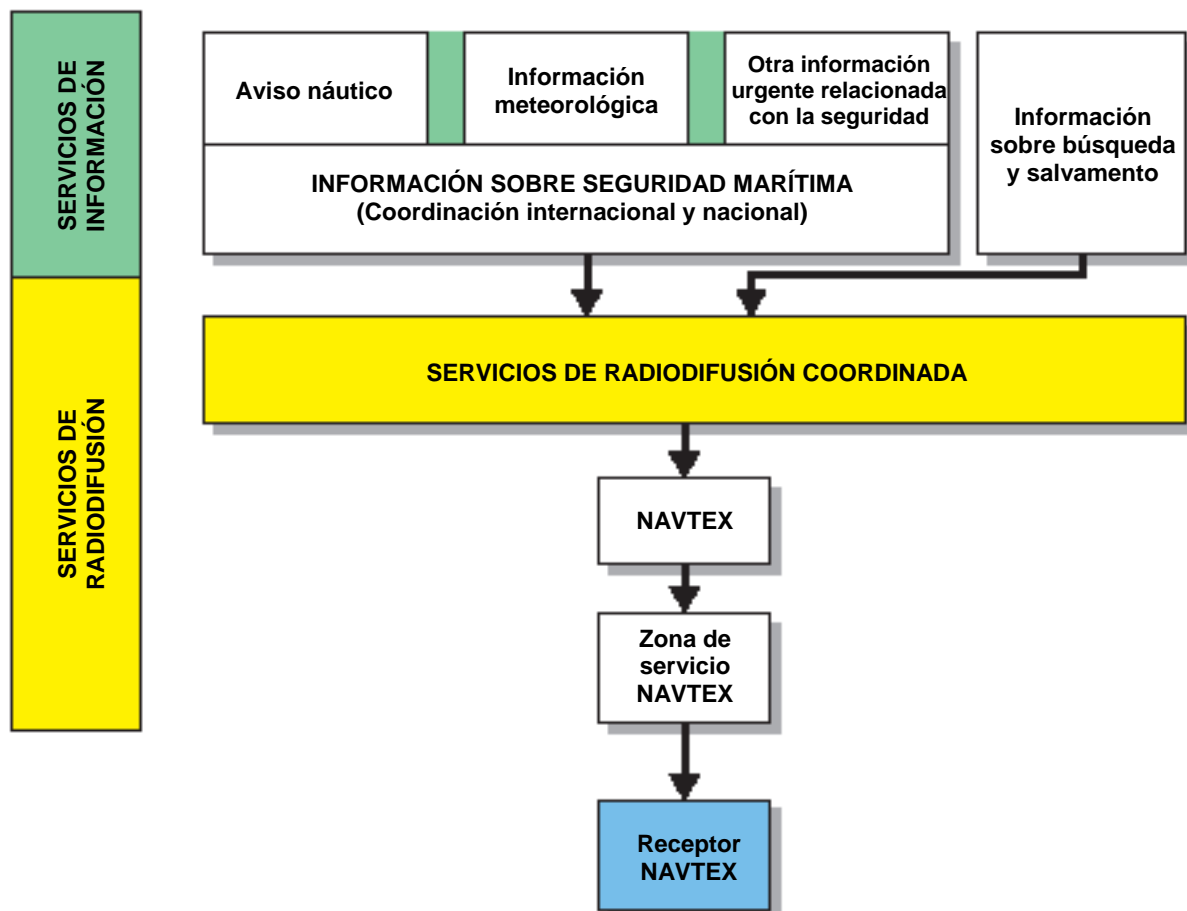 SERVICIOS DE
INFORMACIÓN
Aviso náutico
Información
meteorológica
Otra información
urgente relacionada
con la seguridad
Información
sobre búsqueda
y salvamento
INFORMACIÓN SOBRE SEGURIDAD MARÍTIMA
(Coordinación internacional y nacional)
SERVICIOS DE
RADIODIFUSIÓN
SERVICIOS DE RADIODIFUSIÓN COORDINADA
NAVTEX
Zona de
servicio
NAVTEX
Receptor
NAVTEX